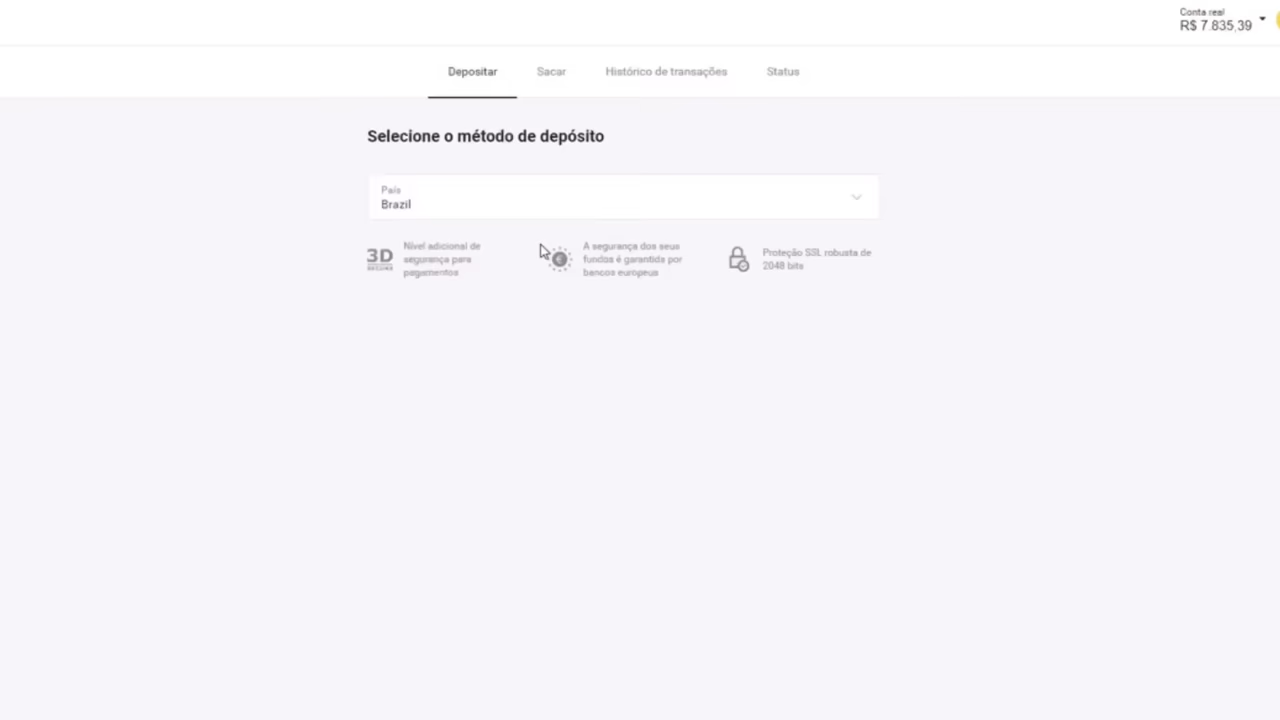 Conta real
R$ 7.835,39
Depositar Sacar Histórico de transações Status
Selecione o método de depósito
País
Brazil
3D
SECURE
Nível adicional de
segurança para
pagamentos
€
A segurança dos seus
fundos é garantida por
bancos europeus
Proteção SSL robusta de
2048 bits